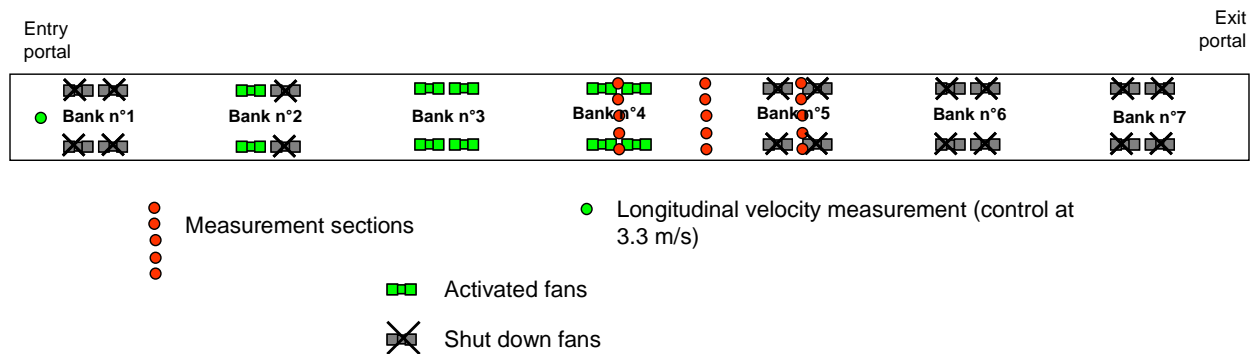 Entry
portal
Exit
portal
Bank n°1
Bank n°2
Bank n°3
Bank n°4
Bank n°5
Bank n°6
Bank n°7
Measurement sections
Longitudinal velocity measurement (control at
3.3 m/s)
Activated fans
Shut down fans